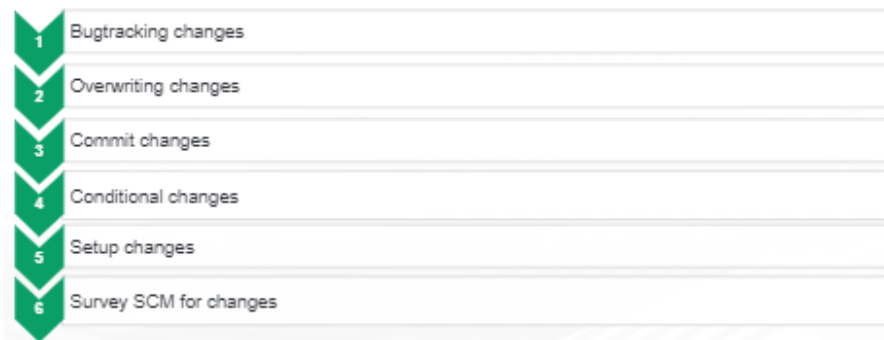 1 Bugtracking changes
2 Overwriting changes
3 Commit changes
4 Conditional changes
5 Setup changes
6 Survey SCM for changes